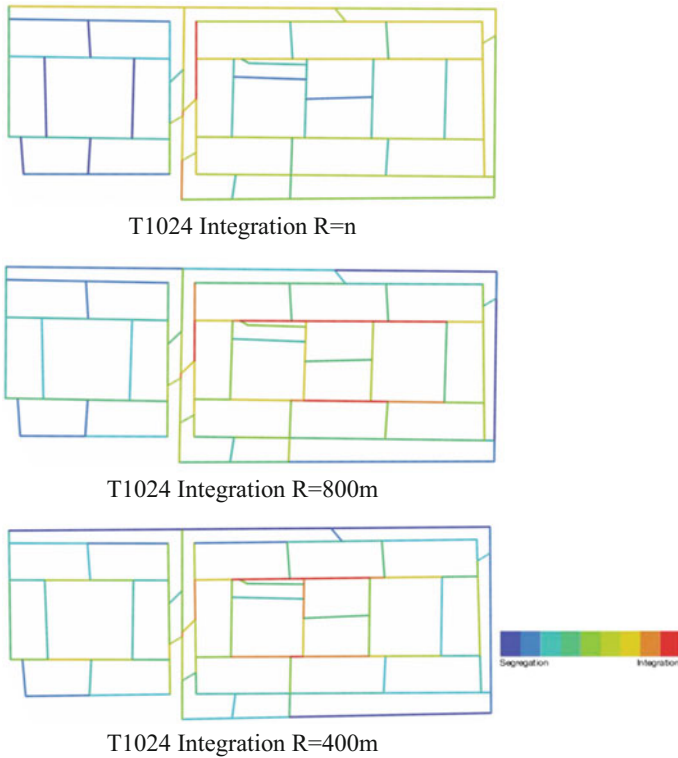 T1024 Integration R=n
T1024 Integration R=800m
Segregation Integration
T1024 Integration R=400m